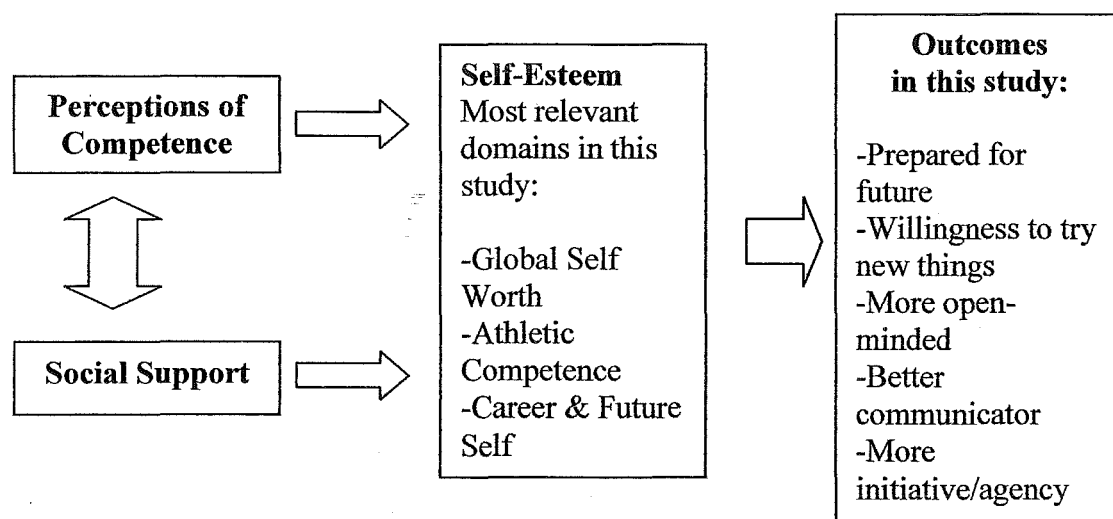 Perceptions of
Competence
Social Support
Self-Esteem
Most relevant
domains in this
study:
-Global Self
Worth
-Athletic
Competence
-Career & Future
Self
Outcomes
in this study:
-Prepared for
future
-Willingness to try
new things
-More open-
minded
-Better
communicator
-More
initiative/agency